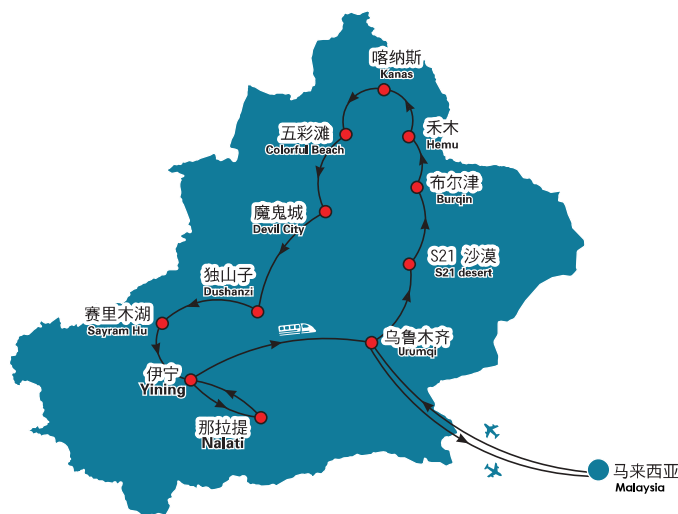 喀纳斯
Kanas
五彩滩
Colorful Beach
禾木
Hemu
布尔津
Burqin
魔鬼城
Devil City
S21 沙漠
S21 desert
独山子
Dushanzi
赛里木湖
Sayram Hu
乌鲁木齐
Urumqi
伊宁
Yining
那拉提
Nalati
马来西亚
Malaysia